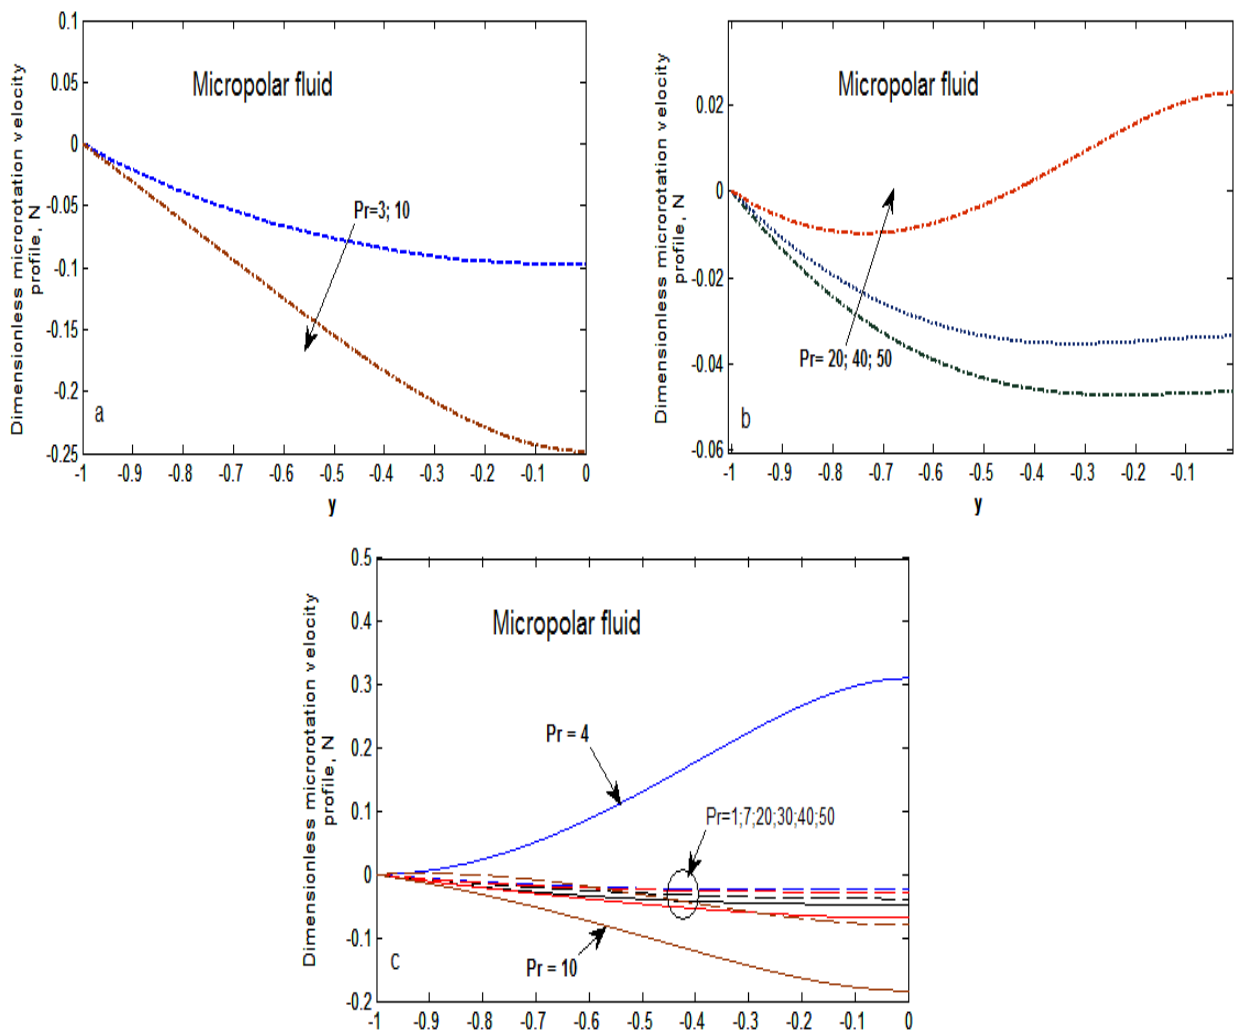 Dimensionless microrotation velocity
profile, N
0.1
0.05
0
-0.05
-0.1
-0.15
-0.2
-0.25
Micropolar fluid
Pr=3; 10
a
-1 -0.9 -0.8 -0.7 -0.6 -0.5 -0.4 -0.3 -0.2 -0.1 0
y
Dimensionless microrotation velocity
profile, N
0.02
0
-0.02
-0.04
-0.06
Micropolar fluid
Pr= 20; 40; 50
b
-1 -0.9 -0.8 -0.7 -0.6 -0.5 -0.4 -0.3 -0.2 -0.1
y
Dimensionless microrotation velocity
profile, N
0.5
0.4
0.3
0.2
0.1
0
-0.1
-0.2
Micropolar fluid
Pr = 4
Pr=1;7;20;30;40;50
Pr = 10
c
-1 -0.9 -0.8 -0.7 -0.6 -0.5 -0.4 -0.3 -0.2 -0.1 0